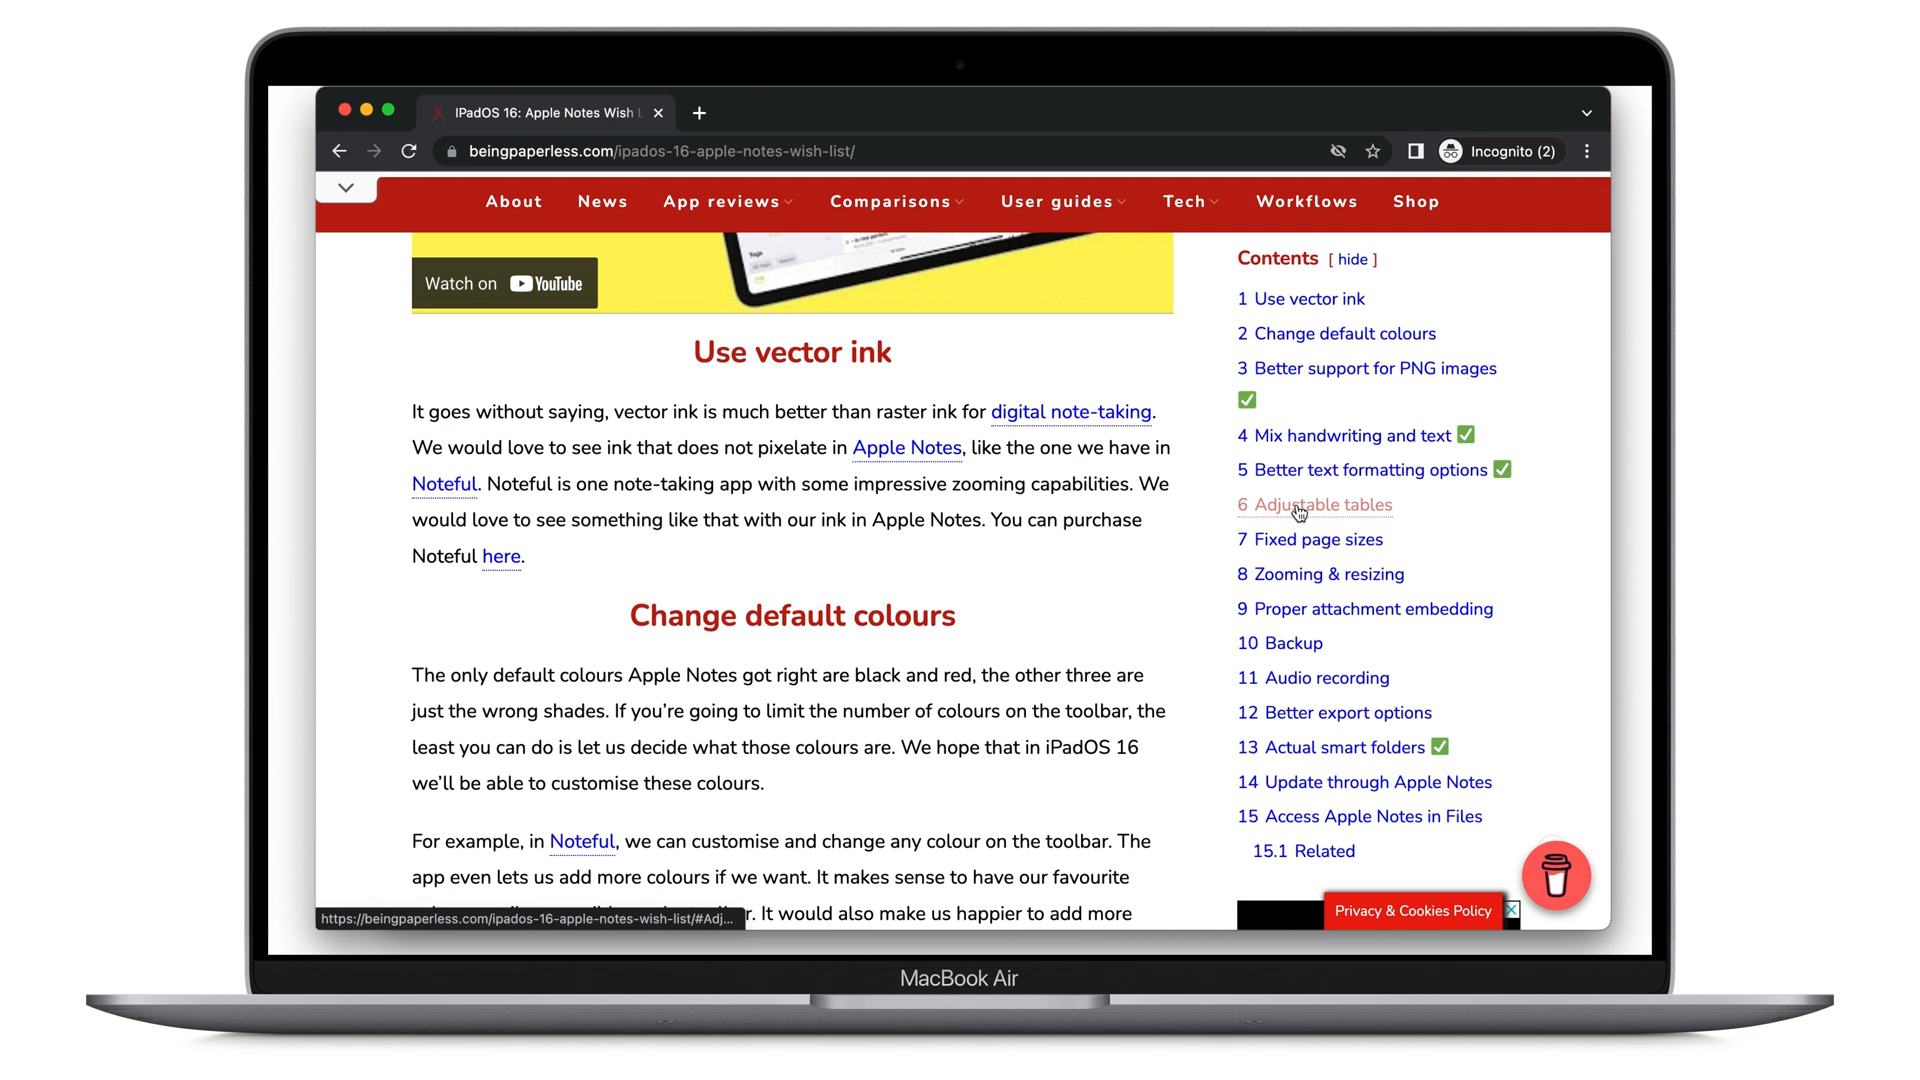 IPadOS 16: Apple Notes Wish L
beingpaperless.com/ipados-16-apple-notes-wish-list/
Incognito (2)
About News App reviews Comparisons User guides Tech Workflows Shop
Watch on YouTube
Use vector ink
It goes without saying, vector ink is much better than raster ink for digital note-taking.
We would love to see ink that does not pixelate in Apple Notes, like the one we have in
Noteful. Noteful is one note-taking app with some impressive zooming capabilities. We
would love to see something like that with our ink in Apple Notes. You can purchase
Noteful here.
Change default colours
The only default colours Apple Notes got right are black and red, the other three are
just the wrong shades. If you're going to limit the number of colours on the toolbar, the
least you can do is let us decide what those colours are. We hope that in iPadOS 16
we'll be able to customise these colours.
For example, in Noteful, we can customise and change any colour on the toolbar. The
app even lets us add more colours if we want. It makes sense to have our favourite
r. It would also make us happier to add more
https://beingpaperless.com/ipados-16-apple-notes-wish-list/#Adj...
Contents [ hide ]
1 Use vector ink
2 Change default colours
3 Better support for PNG images ✅
4 Mix handwriting and text ✅
5 Better text formatting options ✅
6 Adjustable tables
7 Fixed page sizes
8 Zooming & resizing
9 Proper attachment embedding
10 Backup
11 Audio recording
12 Better export options
13 Actual smart folders ✅
14 Update through Apple Notes
15 Access Apple Notes in Files
15.1 Related
Privacy & Cookies Policy
MacBook Air